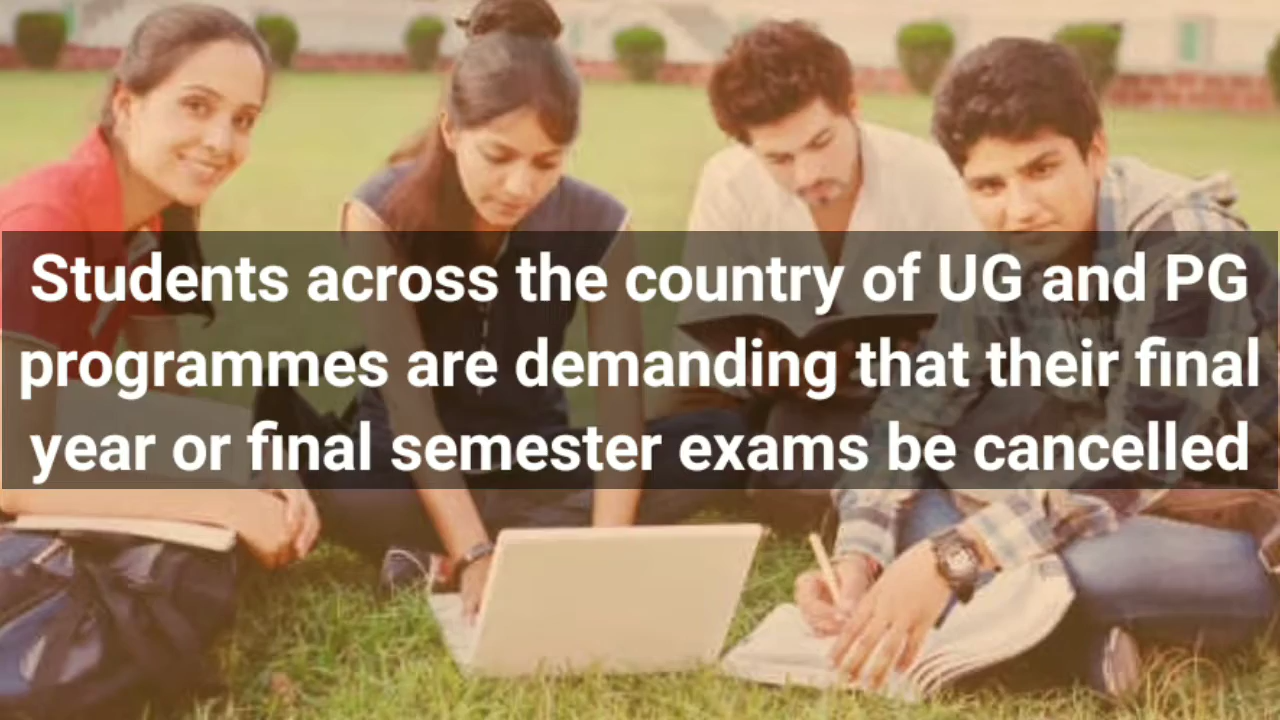 Students across the country of UG and PG
programmes are demanding that their final
year or final semester exams be cancelled